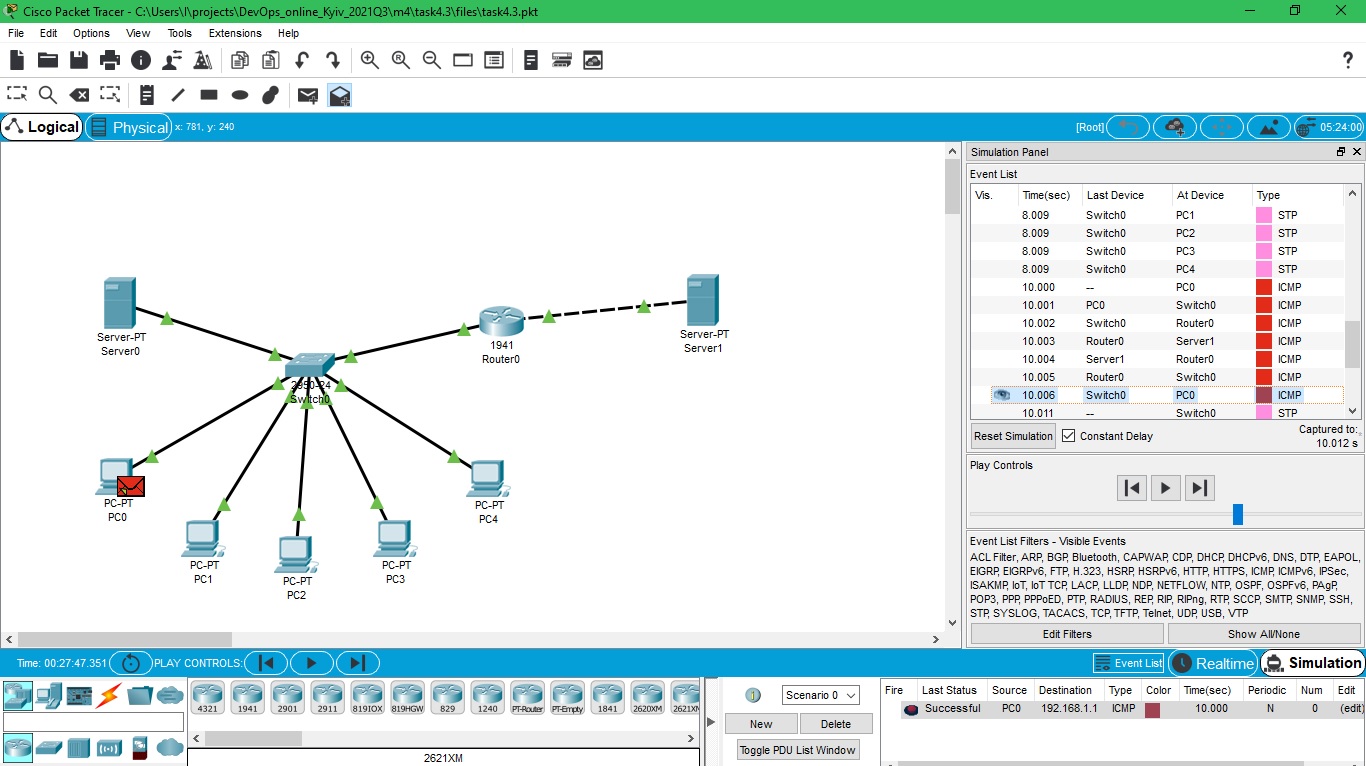 Cisco Packet Tracer - C:\Users\I\projects\DevOps_online_Kyiv_2021Q3\m4\task4.3\files\task4.3.pkt
File Edit Options View Tools Extensions Help
Logical Physical x: 781, y: 240 [Root] 05:24:00
Server-PT
Server0
1941
Router0
Server-PT
Server1
2950-24
Switch0
PC-PT
PC0
PC-PT
PC1
PC-PT
PC2
PC-PT
PC3
PC-PT
PC4
Simulation Panel
Event List
Vis. Time(sec) Last Device At Device Type
8.009 Switch0 PC1 STP
8.009 Switch0 PC2 STP
8.009 Switch0 PC3 STP
8.009 Switch0 PC4 STP
10.000 -- PC0 ICMP
10.001 PC0 Switch0 ICMP
10.002 Switch0 Router0 ICMP
10.003 Router0 Server1 ICMP
10.004 Server1 Router0 ICMP
10.005 Router0 Switch0 ICMP
10.006 Switch0 PC0 ICMP
10.011 -- Switch0 STP
Reset Simulation Constant Delay Captured to:
10.012 s
Play Controls
Event List Filters - Visible Events
ACL Filter, ARP, BGP, Bluetooth, CAPWAP, CDP, DHCP, DHCPv6, DNS, DTP, EAPOL,
EIGRP, EIGRPv6, FTP, H.323, HSRP, HSRPv6, HTTP, HTTPS, ICMP, ICMPv6, IPSec,
ISAKMP, IoT, IoT TCP, LACP, LLDP, NDP, NETFLOW, NTP, OSPF, OSPFv6, PAgP,
POP3, PPP, PPPoED, PTP, RADIUS, REP, RIP, RIPng, RTP, SCCP, SMTP, SNMP, SSH,
STP, SYSLOG, TACACS, TCP, TFTP, Telnet, UDP, USB, VTP
Edit Filters Show All/None
Time: 00:27:47.351 PLAY CONTROLS: Event List Realtime Simulation
4321 1941 2901 2911 819IOX 819HGW 829 1240 PT-Router PT-Empty 1841 2620XM 2621XM
2621XM
Scenario 0
New Delete
Toggle PDU List Window
Fire Last Status Source Destination Type Color Time(sec) Periodic Num Edit
Successful PC0 192.168.1.1 ICMP 10.000 N 0 (edit)